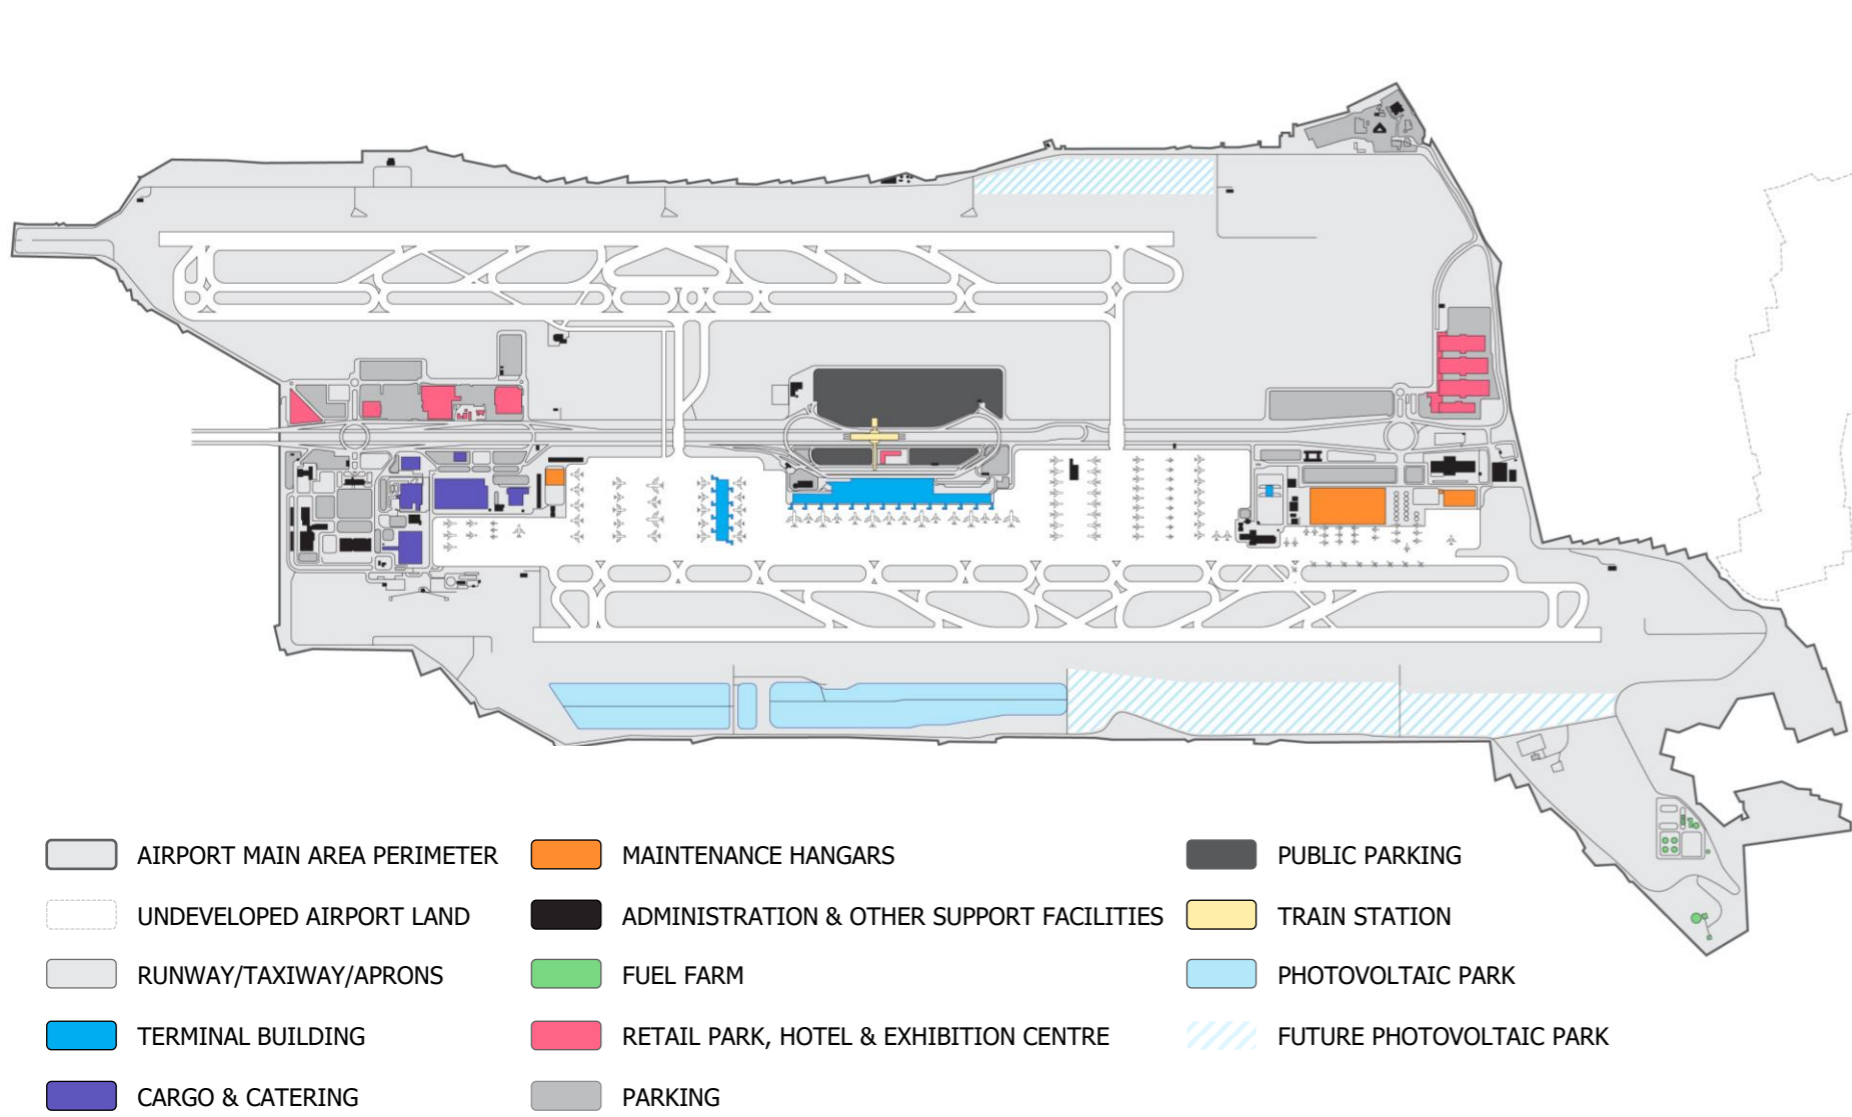 AIRPORT MAIN AREA PERIMETER
UNDEVELOPED AIRPORT LAND
RUNWAY/TAXIWAY/APRONS
TERMINAL BUILDING
CARGO & CATERING
MAINTENANCE HANGARS
ADMINISTRATION & OTHER SUPPORT FACILITIES
FUEL FARM
RETAIL PARK, HOTEL & EXHIBITION CENTRE
PARKING
PUBLIC PARKING
TRAIN STATION
PHOTOVOLTAIC PARK
FUTURE PHOTOVOLTAIC PARK